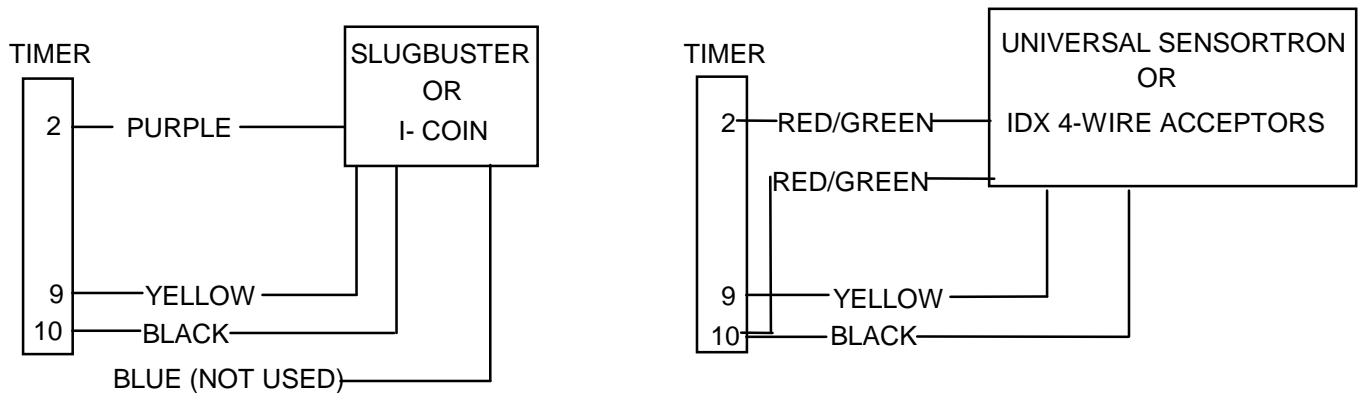 TIMER
SLUGBUSTER
OR
I- COIN
2
PURPLE
9
YELLOW
10
BLACK
BLUE (NOT USED)
TIMER
UNIVERSAL SENSORTRON
OR
IDX 4-WIRE ACCEPTORS
2
RED/GREEN
RED/GREEN
9
YELLOW
10
BLACK